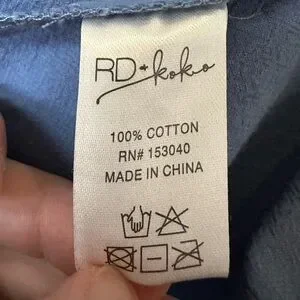 RD+koko
100% COTTON
RN# 153040
MADE IN CHINA